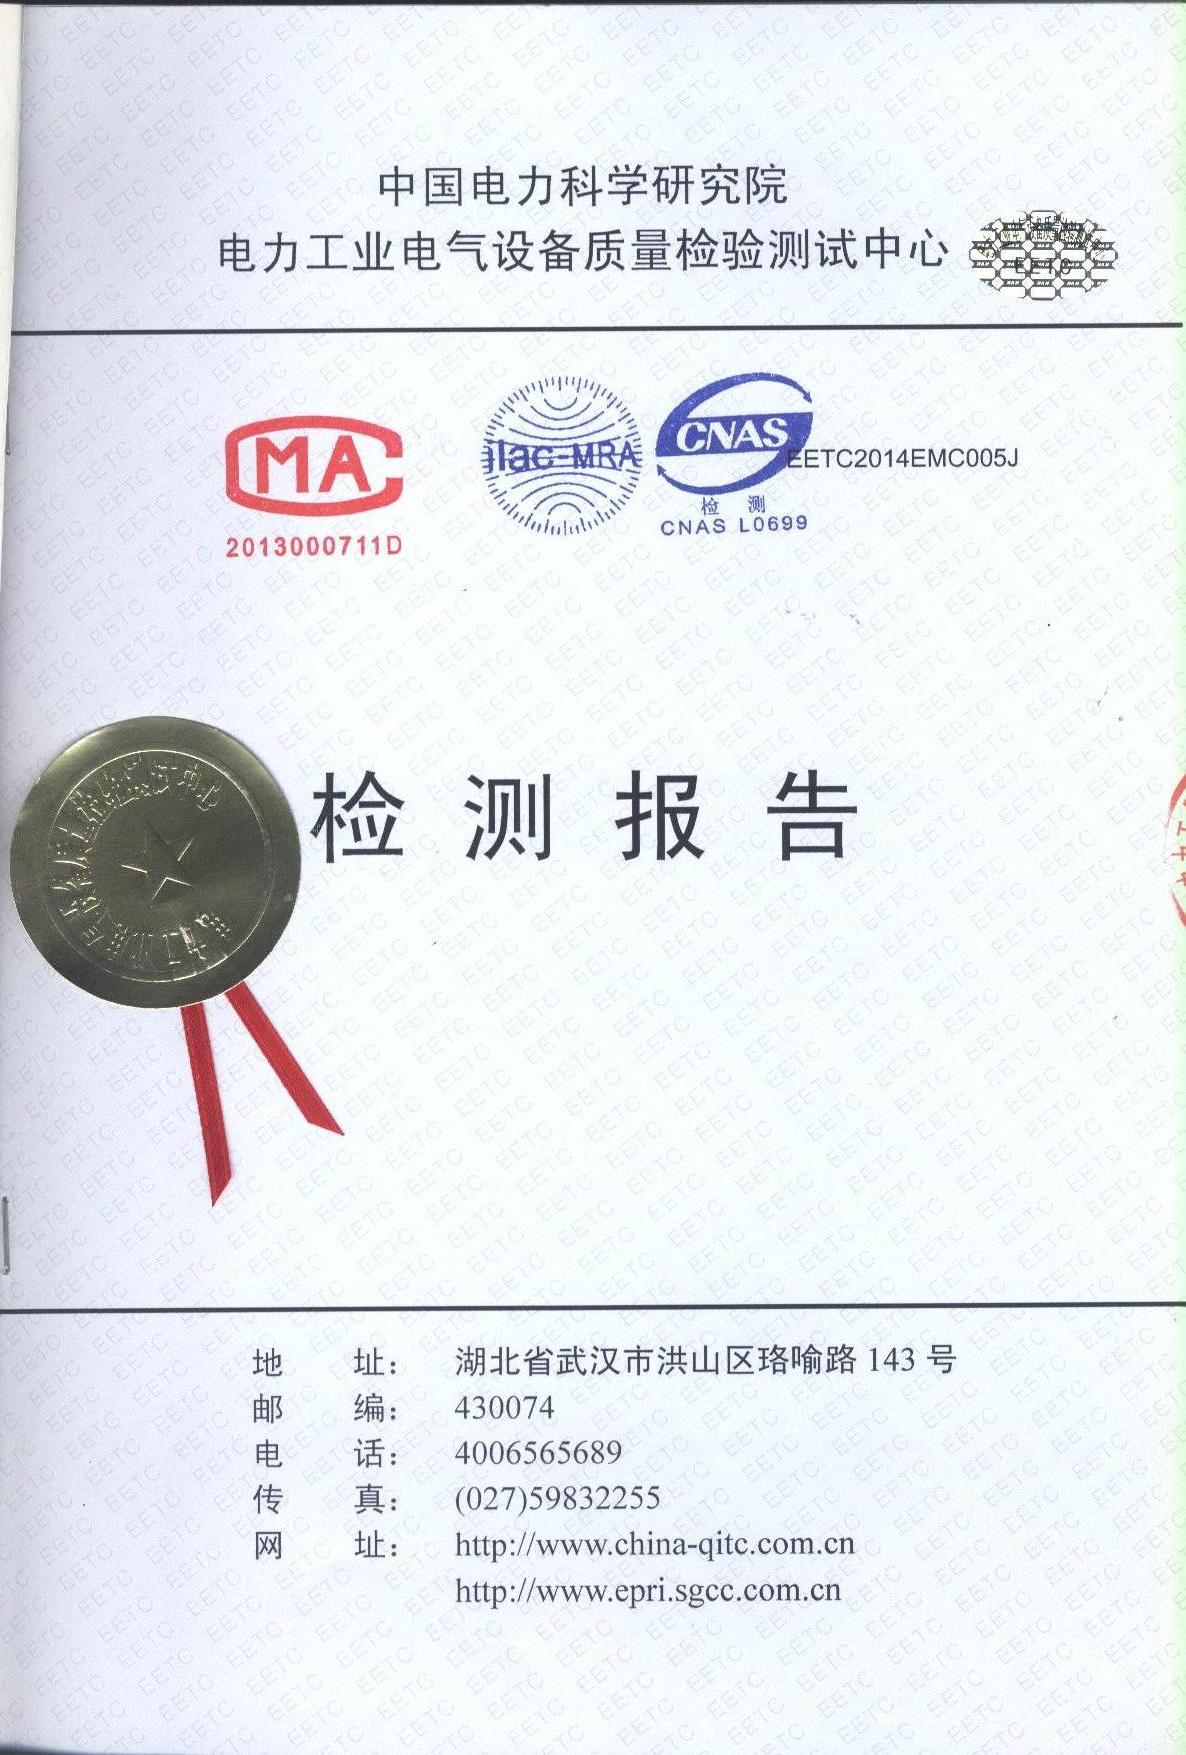 中国电力科学研究院
电力工业电气设备质量检验测试中心
EETC
MA
2013000711D
ilac-MRA
CNAS
检 测
CNAS L0699
EETC2014EMC005J
检 测 报 告
地 址： 湖北省武汉市洪山区珞喻路 143 号
邮 编： 430074
电 话： 4006565689
传 真： (027)59832255
网 址： http://www.china-qitc.com.cn
http://www.epri.sgcc.com.cn